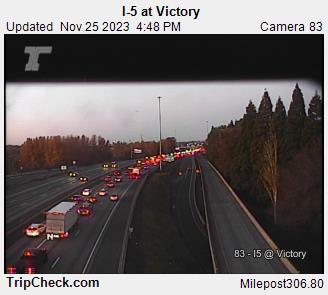 I-5 at Victory
Updated Nov 25 2023 4:48 PM Camera 83
T
N
83 - I5 @ Victory
TripCheck.com Milepost306.80